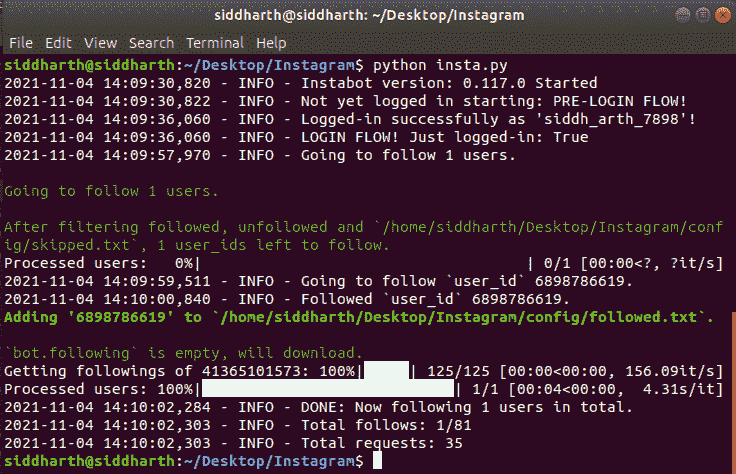 siddharth@siddharth: ~/Desktop/Instagram
File Edit View Search Terminal Help
siddharth@siddharth:~/Desktop/Instagram$ python insta.py
2021-11-04 14:09:30,820 - INFO - Instabot version: 0.117.0 Started
2021-11-04 14:09:30,822 - INFO - Not yet logged in starting: PRE-LOGIN FLOW!
2021-11-04 14:09:36,060 - INFO - Logged-in successfully as 'siddh_arth_7898'!
2021-11-04 14:09:36,060 - INFO - LOGIN FLOW! Just logged-in: True
2021-11-04 14:09:57,970 - INFO - Going to follow 1 users.
Going to follow 1 users.
After filtering followed, unfollowed and `/home/siddharth/Desktop/Instagram/conf
ig/skipped.txt`, 1 user_ids left to follow.
Processed users:   0%|                                 | 0/1 [00:00<?, ?it/s]
2021-11-04 14:09:59,511 - INFO - Going to follow `user_id` 6898786619.
2021-11-04 14:10:00,840 - INFO - Followed `user_id` 6898786619.
Adding '6898786619' to `/home/siddharth/Desktop/Instagram/config/followed.txt`.
`bot.following` is empty, will download.
Getting followings of 41365101573: 100%|█████| 125/125 [00:00<00:00, 156.09it/s]
Processed users: 100%|████████████████████████████| 1/1 [00:04<00:00,  4.31s/it]
2021-11-04 14:10:02,284 - INFO - DONE: Now following 1 users in total.
2021-11-04 14:10:02,303 - INFO - Total follows: 1/81
2021-11-04 14:10:02,303 - INFO - Total requests: 35
siddharth@siddharth:~/Desktop/Instagram$